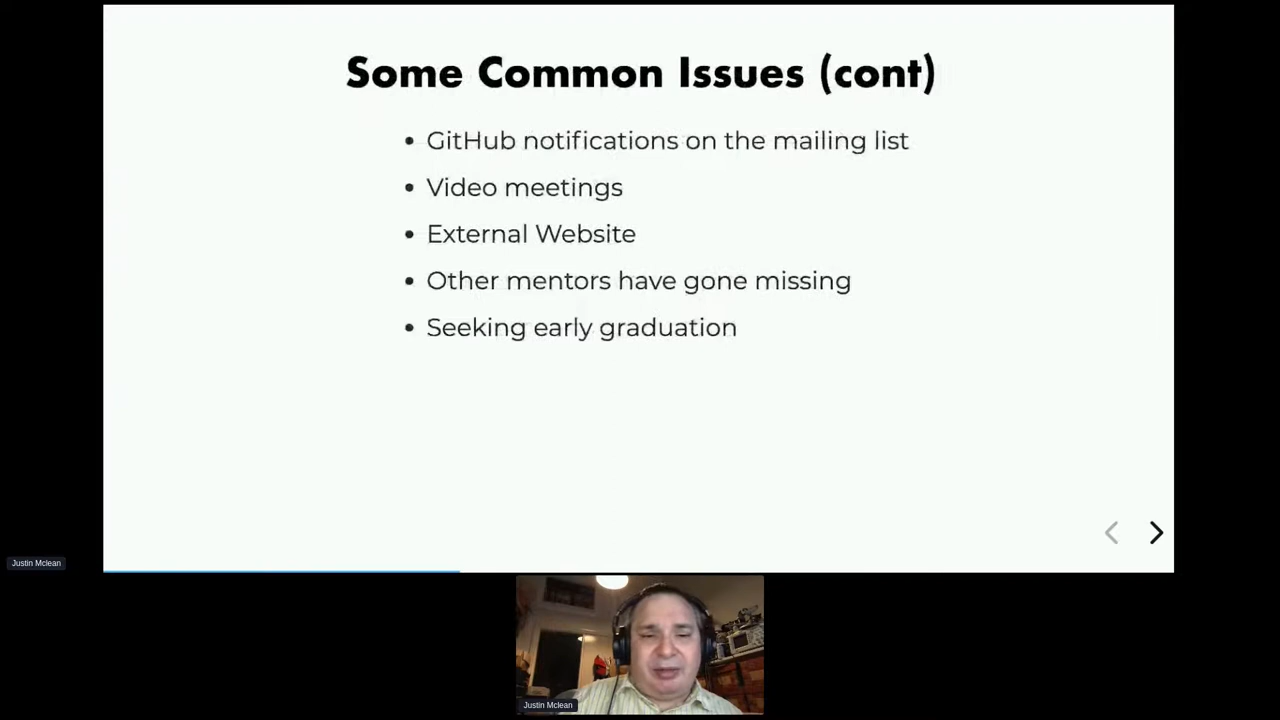 Some Common Issues (cont)
GitHub notifications on the mailing list
Video meetings
External Website
Other mentors have gone missing
Seeking early graduation
Justin Mclean
Justin Mclean